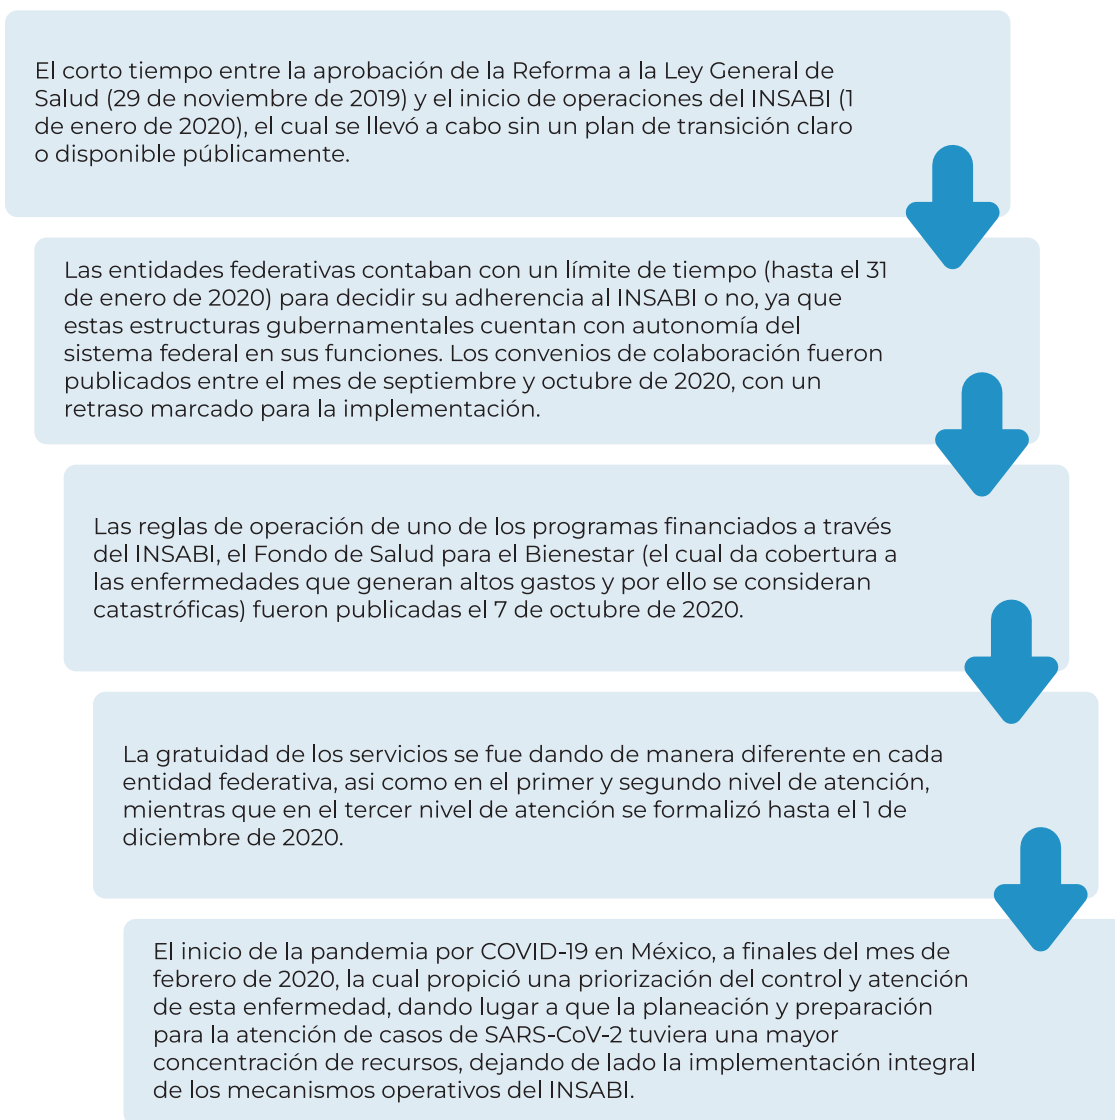 El corto tiempo entre la aprobación de la Reforma a la Ley General de
Salud (29 de noviembre de 2019) y el inicio de operaciones del INSABI (1
de enero de 2020), el cual se llevó a cabo sin un plan de transición claro
o disponible públicamente.
Las entidades federativas contaban con un límite de tiempo (hasta el 31
de enero de 2020) para decidir su adherencia al INSABI o no, ya que
estas estructuras gubernamentales cuentan con autonomía del
sistema federal en sus funciones. Los convenios de colaboración fueron
publicados entre el mes de septiembre y octubre de 2020, con un
retraso marcado para la implementación.
Las reglas de operación de uno de los programas financiados a través
del INSABI, el Fondo de Salud para el Bienestar (el cual da cobertura a
las enfermedades que generan altos gastos y por ello se consideran
catastróficas) fueron publicadas el 7 de octubre de 2020.
La gratuidad de los servicios se fue dando de manera diferente en cada
entidad federativa, asi como en el primer y segundo nivel de atención,
mientras que en el tercer nivel de atención se formalizó hasta el 1 de
diciembre de 2020.
El inicio de la pandemia por COVID-19 en México, a finales del mes de
febrero de 2020, la cual propició una priorización del control y atención
de esta enfermedad, dando lugar a que la planeación y preparación
para la atención de casos de SARS-CoV-2 tuviera una mayor
concentración de recursos, dejando de lado la implementación integral
de los mecanismos operativos del INSABI.